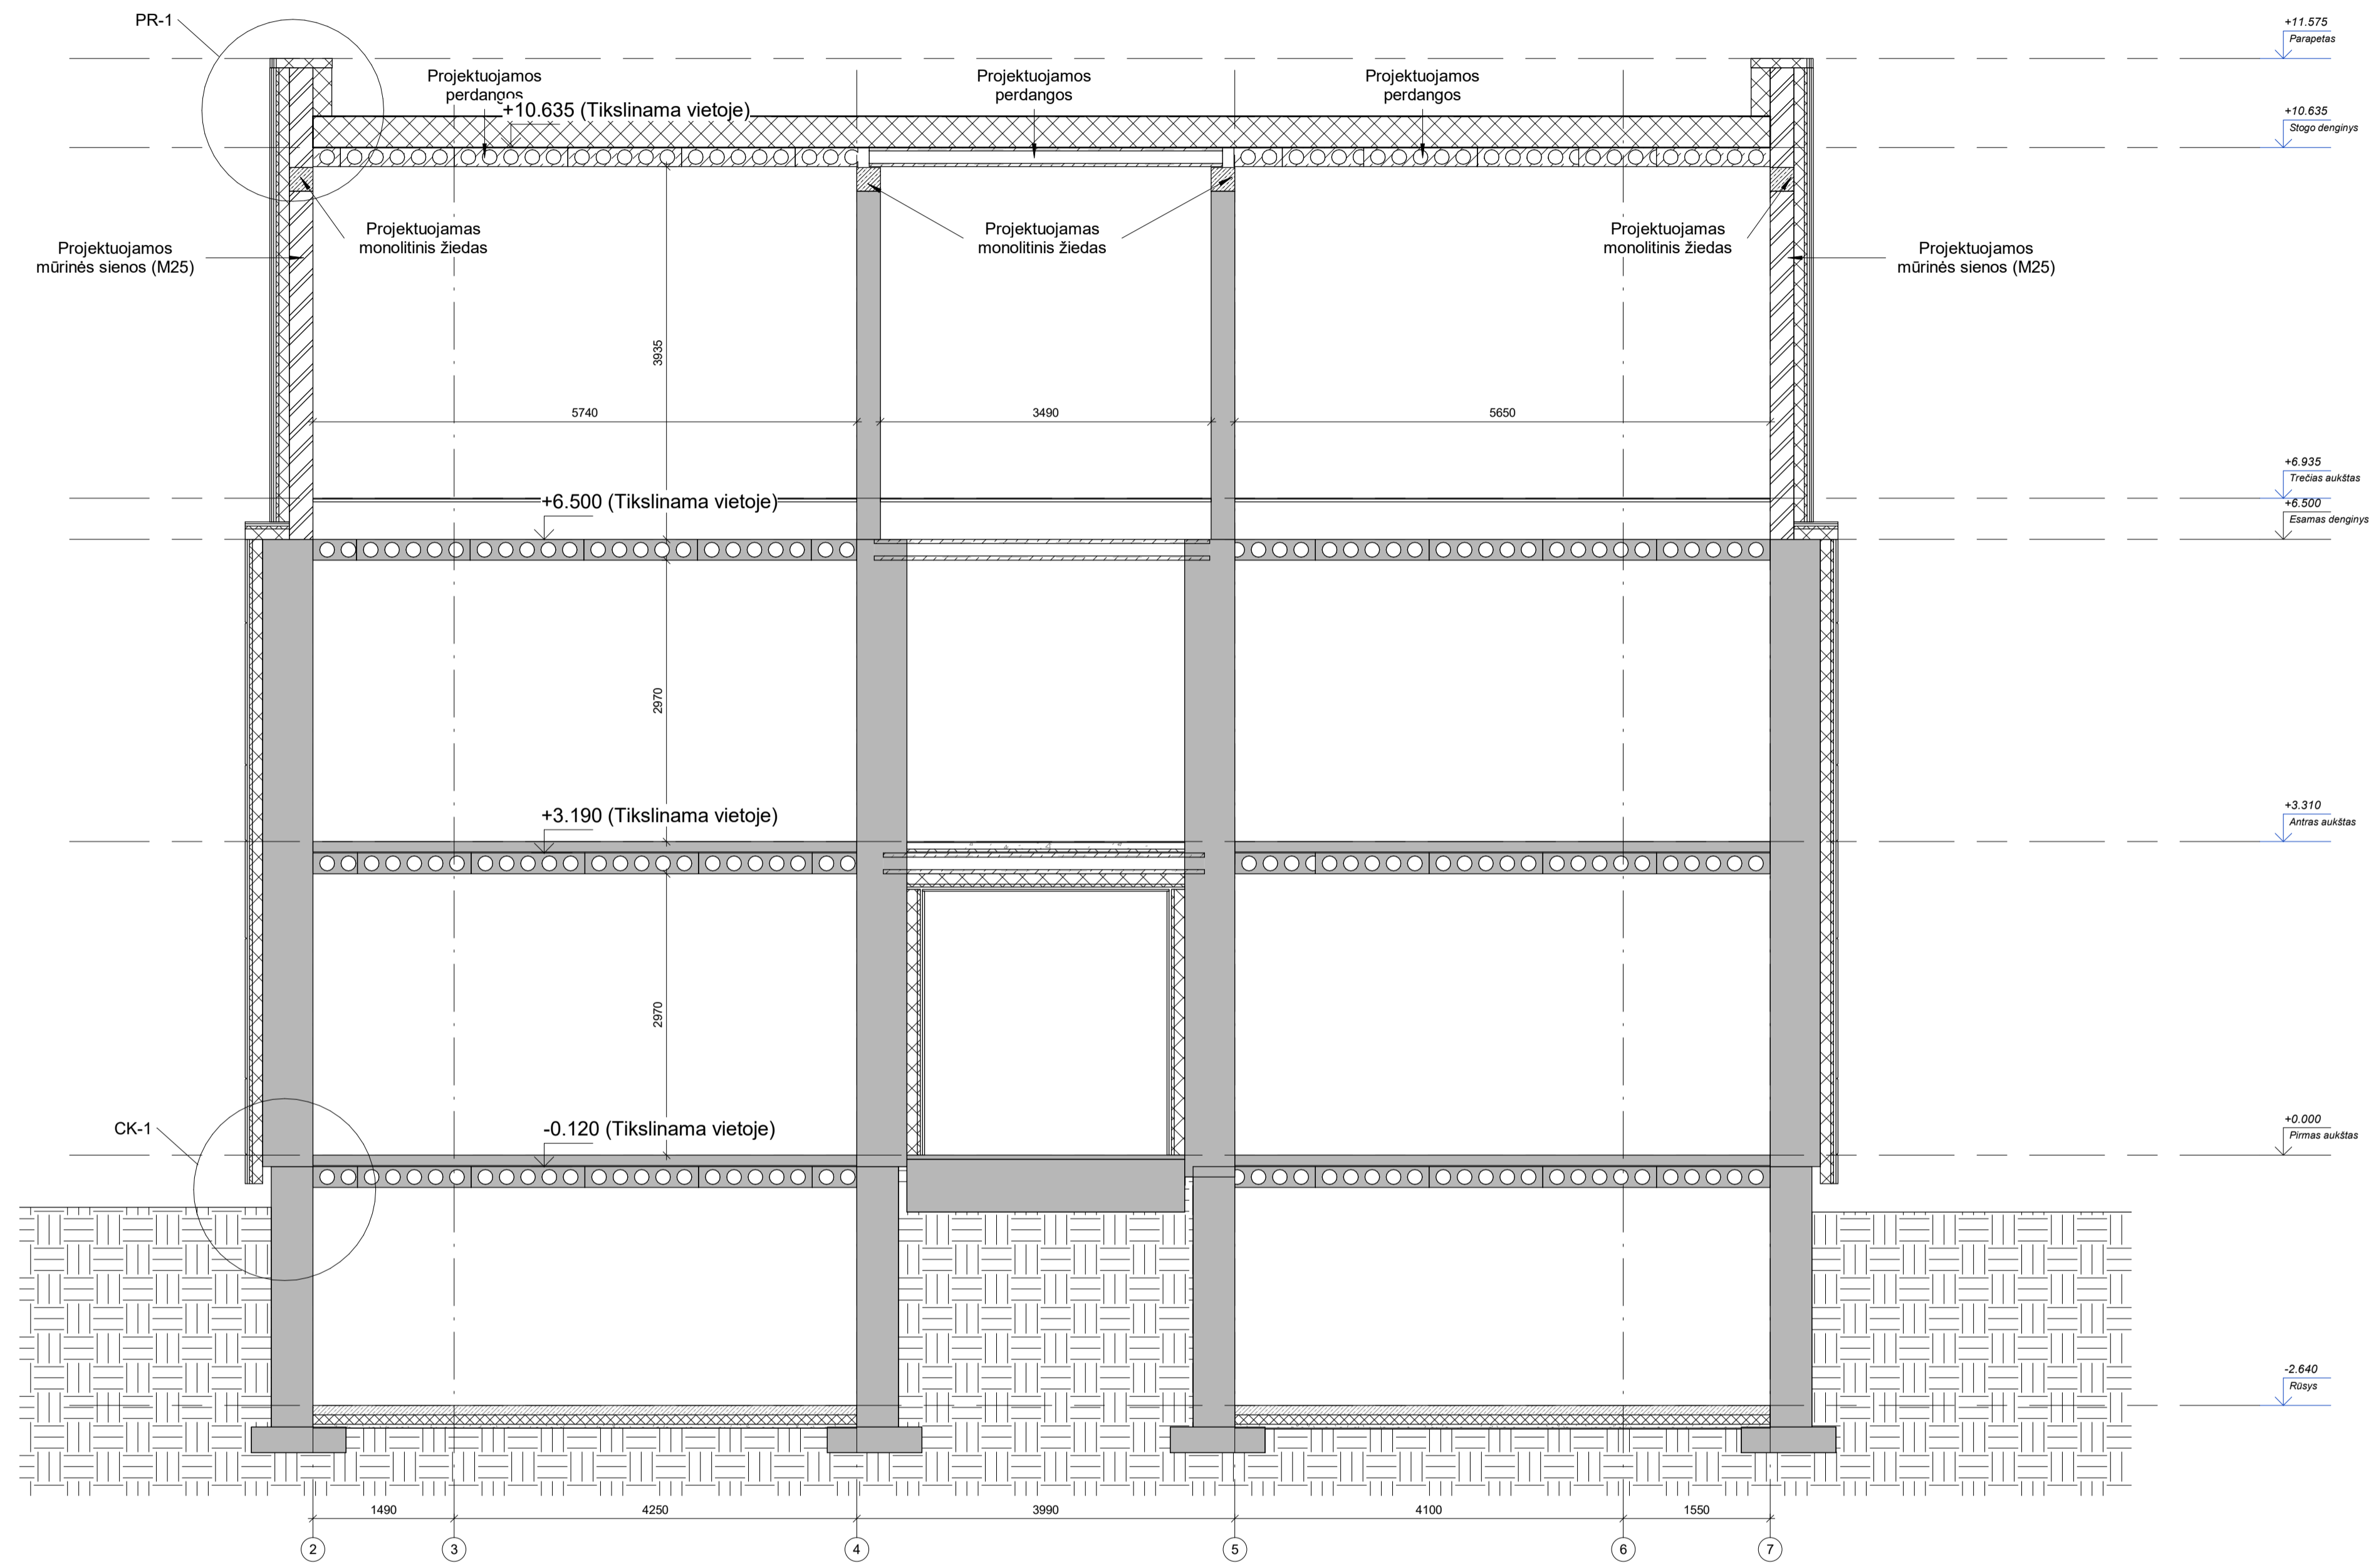 PR-1
+11.575
Parapetas
Projektuojamos
perdangos
Projektuojamos
perdangos
Projektuojamos
perdangos
+10.635 (Tikslinama vietoje)
+10.635
Stogo denginys
Projektuojamas
monolitinis žiedas
Projektuojamas
monolitinis žiedas
Projektuojamas
monolitinis žiedas
Projektuojamos
mūrinės sienos (M25)
Projektuojamos
mūrinės sienos (M25)
3935
5740
3490
5650
+6.935
Trečias aukštas
+6.500 (Tikslinama vietoje)
+6.500
Esamas denginys
2970
+3.190 (Tikslinama vietoje)
+3.310
Antras aukštas
2970
CK-1
-0.120 (Tikslinama vietoje)
+0.000
Pirmas aukštas
-2.640
Rūsys
1490
4250
3990
4100
1550
2
3
4
5
6
7